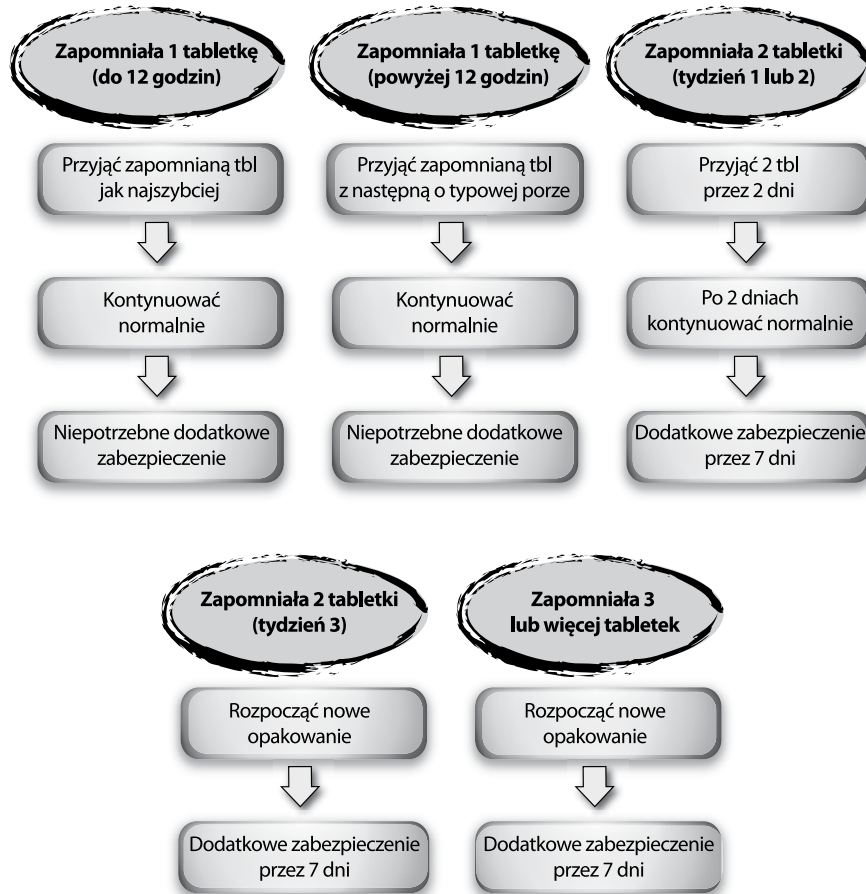 Zapomniała 1 tabletkę
(do 12 godzin)
Przyjąć zapomnianą tbl
jak najszybciej
Kontynuować
normalnie
Niepotrzebne dodatkowe
zabezpieczenie
Zapomniała 1 tabletkę
(powyżej 12 godzin)
Przyjąć zapomnianą tbl
z następną o typowej porze
Kontynuować
normalnie
Niepotrzebne dodatkowe
zabezpieczenie
Zapomniała 2 tabletki
(tydzień 1 lub 2)
Przyjąć 2 tbl
przez 2 dni
Po 2 dniach
kontynuować normalnie
Dodatkowe zabezpieczenie
przez 7 dni
Zapomniała 2 tabletki
(tydzień 3)
Rozpocząć nowe
opakowanie
Dodatkowe zabezpieczenie
przez 7 dni
Zapomniała 3
lub więcej tabletek
Rozpocząć nowe
opakowanie
Dodatkowe zabezpieczenie
przez 7 dni